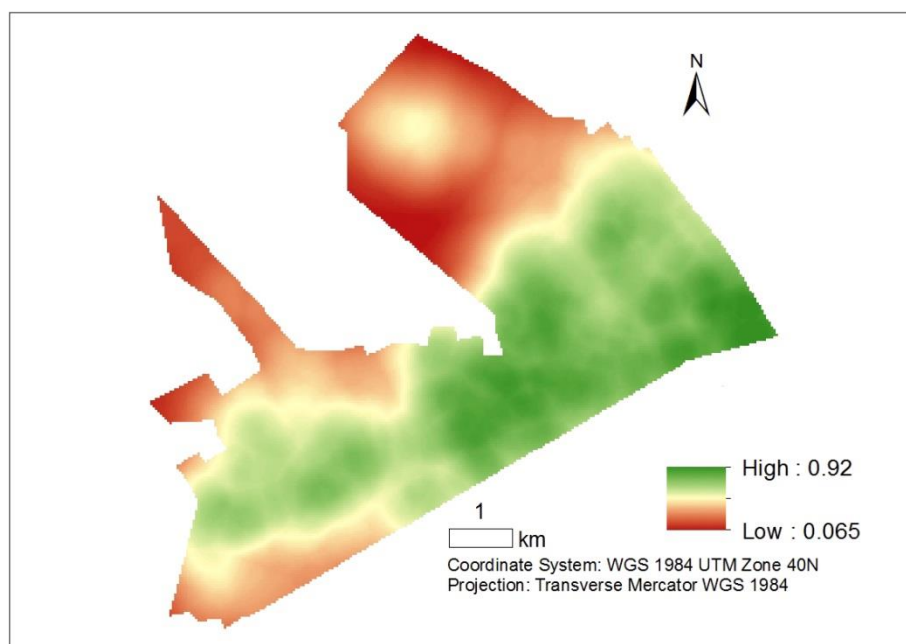 N
High : 0.92
Low : 0.065
1
km
Coordinate System: WGS 1984 UTM Zone 40N
Projection: Transverse Mercator WGS 1984